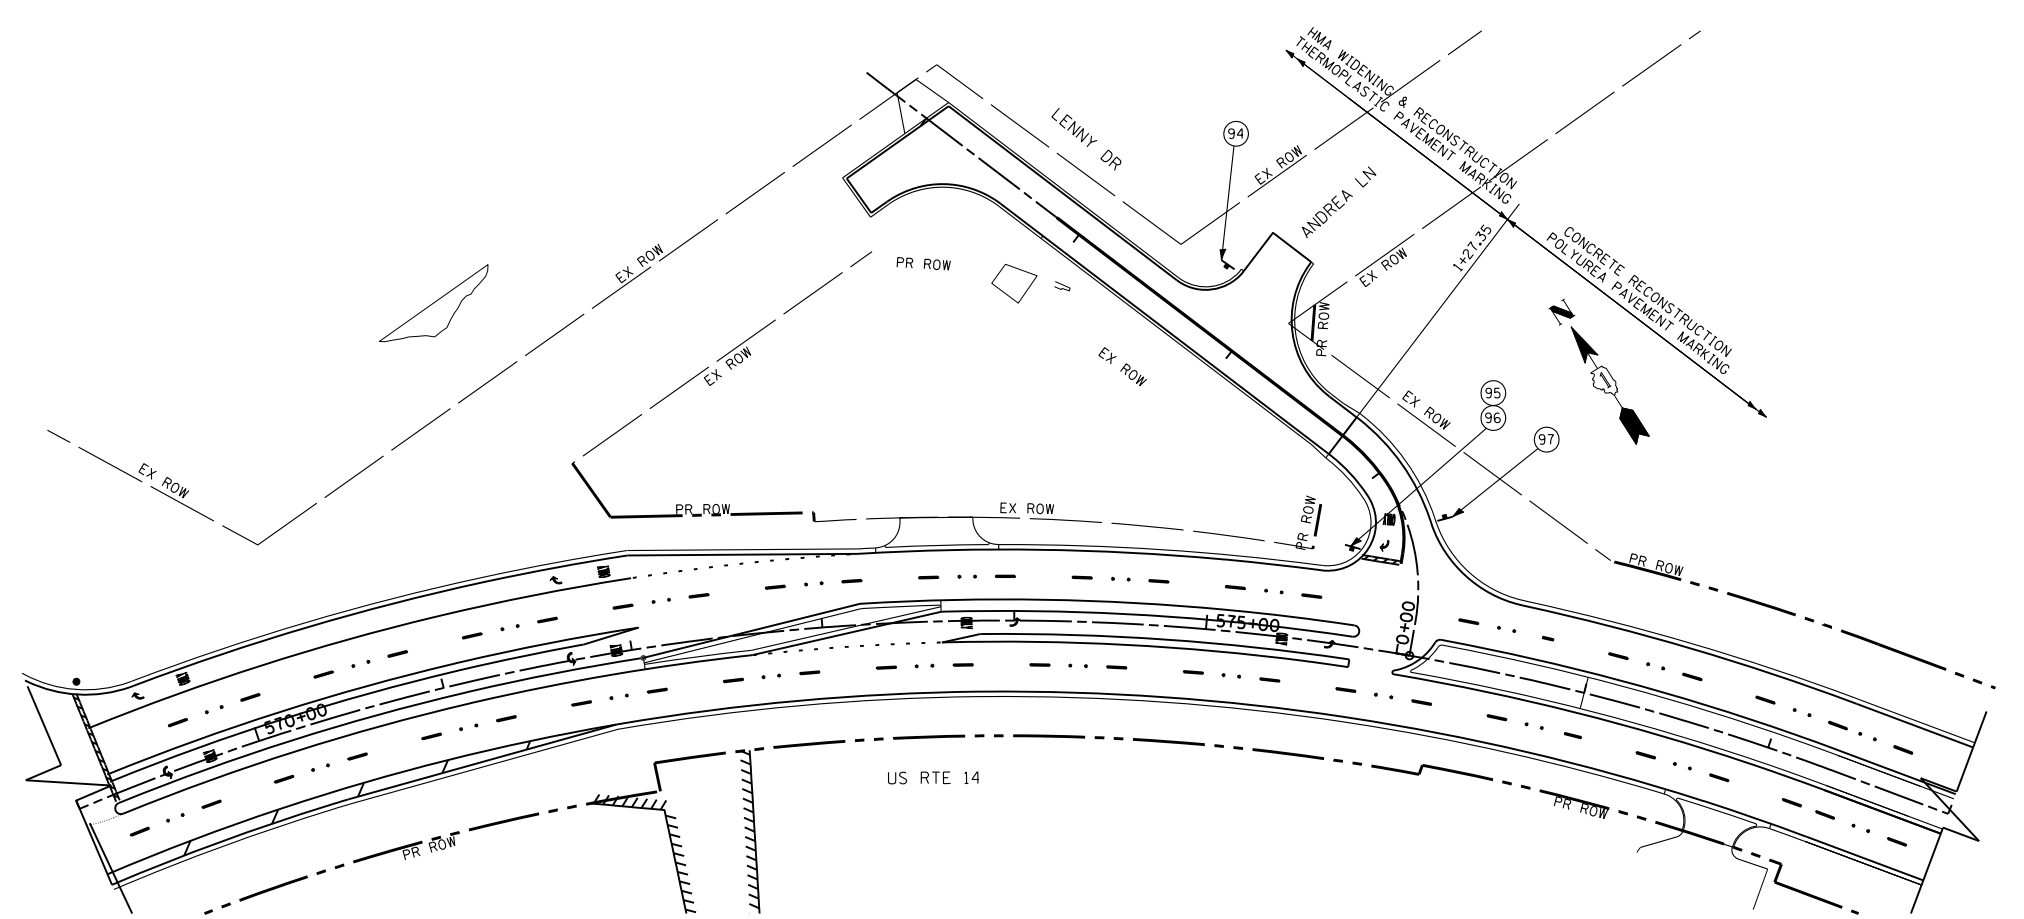 HMA WIDENING & RECONSTRUCTION
THERMOPLASTIC PAVEMENT MARKING
LENNY DR
94
EX ROW
ANDREA LN
EX ROW
1+27.35
CONCRETE RECONSTRUCTION
POLYUREA PAVEMENT MARKING
EX ROW
PR ROW
N
PR ROW
EX ROW
EX ROW
EX ROW
95
96
97
EX ROW
PR ROW
EX ROW
PR ROW
PR ROW
570+00
575+00
0+00
US RTE 14
PR ROW
PR ROW